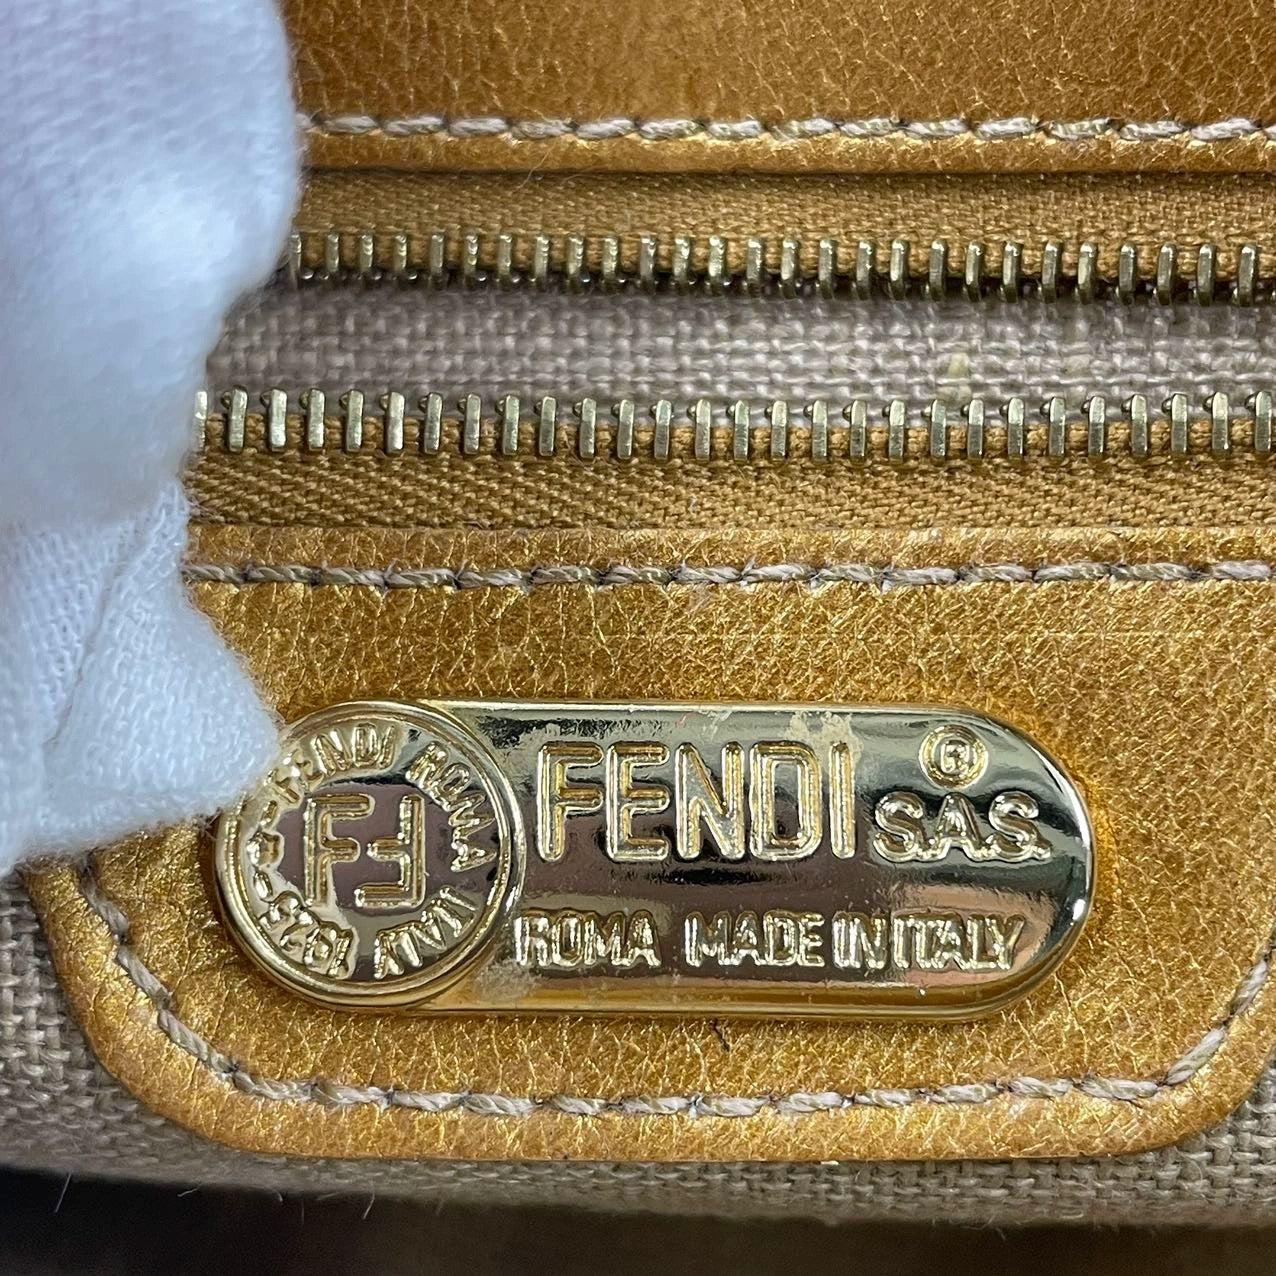 FENDI ROMA ITALY 1925
FF
FENDI ®
S.A.S.
ROMA MADE IN ITALY